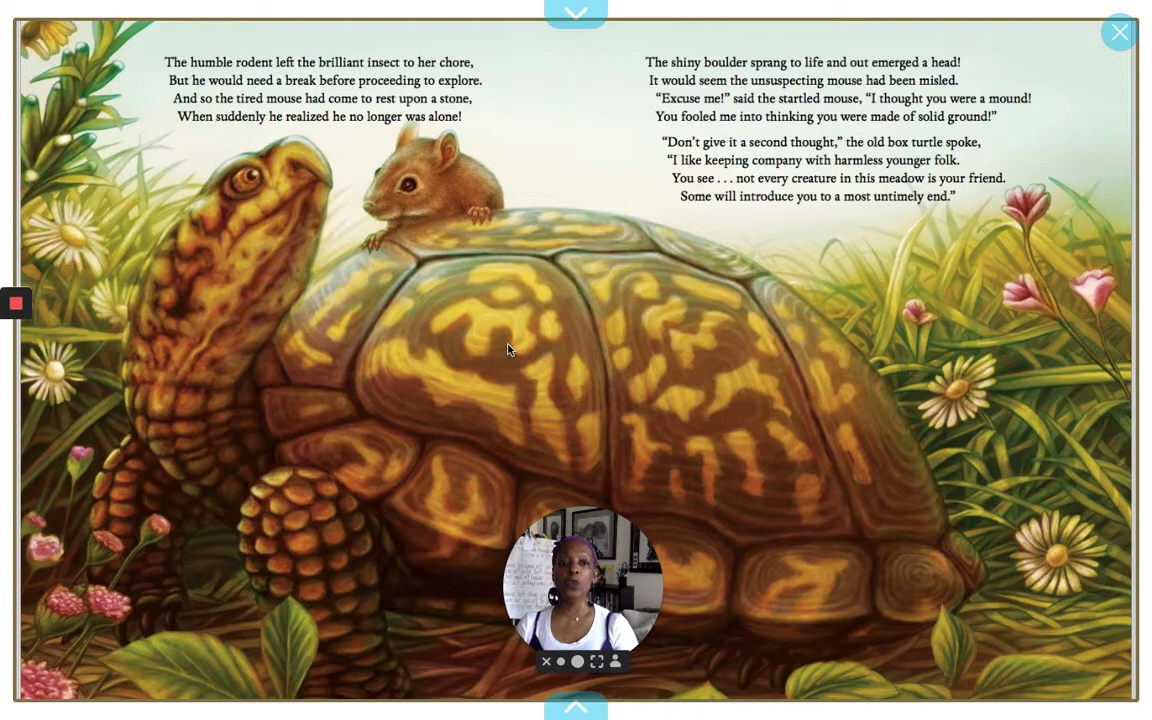 The humble rodent left the brilliant insect to her chore,
But he would need a break before proceeding to explore.
And so the tired mouse had come to rest upon a stone,
When suddenly he realized he no longer was alone!
The shiny boulder sprang to life and out emerged a head!
It would seem the unsuspecting mouse had been misled.
“Excuse me!” said the startled mouse, “I thought you were a mound!
You fooled me into thinking you were made of solid ground!”
“Don’t give it a second thought,” the old box turtle spoke,
“I like keeping company with harmless younger folk.
You see . . . not every creature in this meadow is your friend.
Some will introduce you to a most untimely end.”